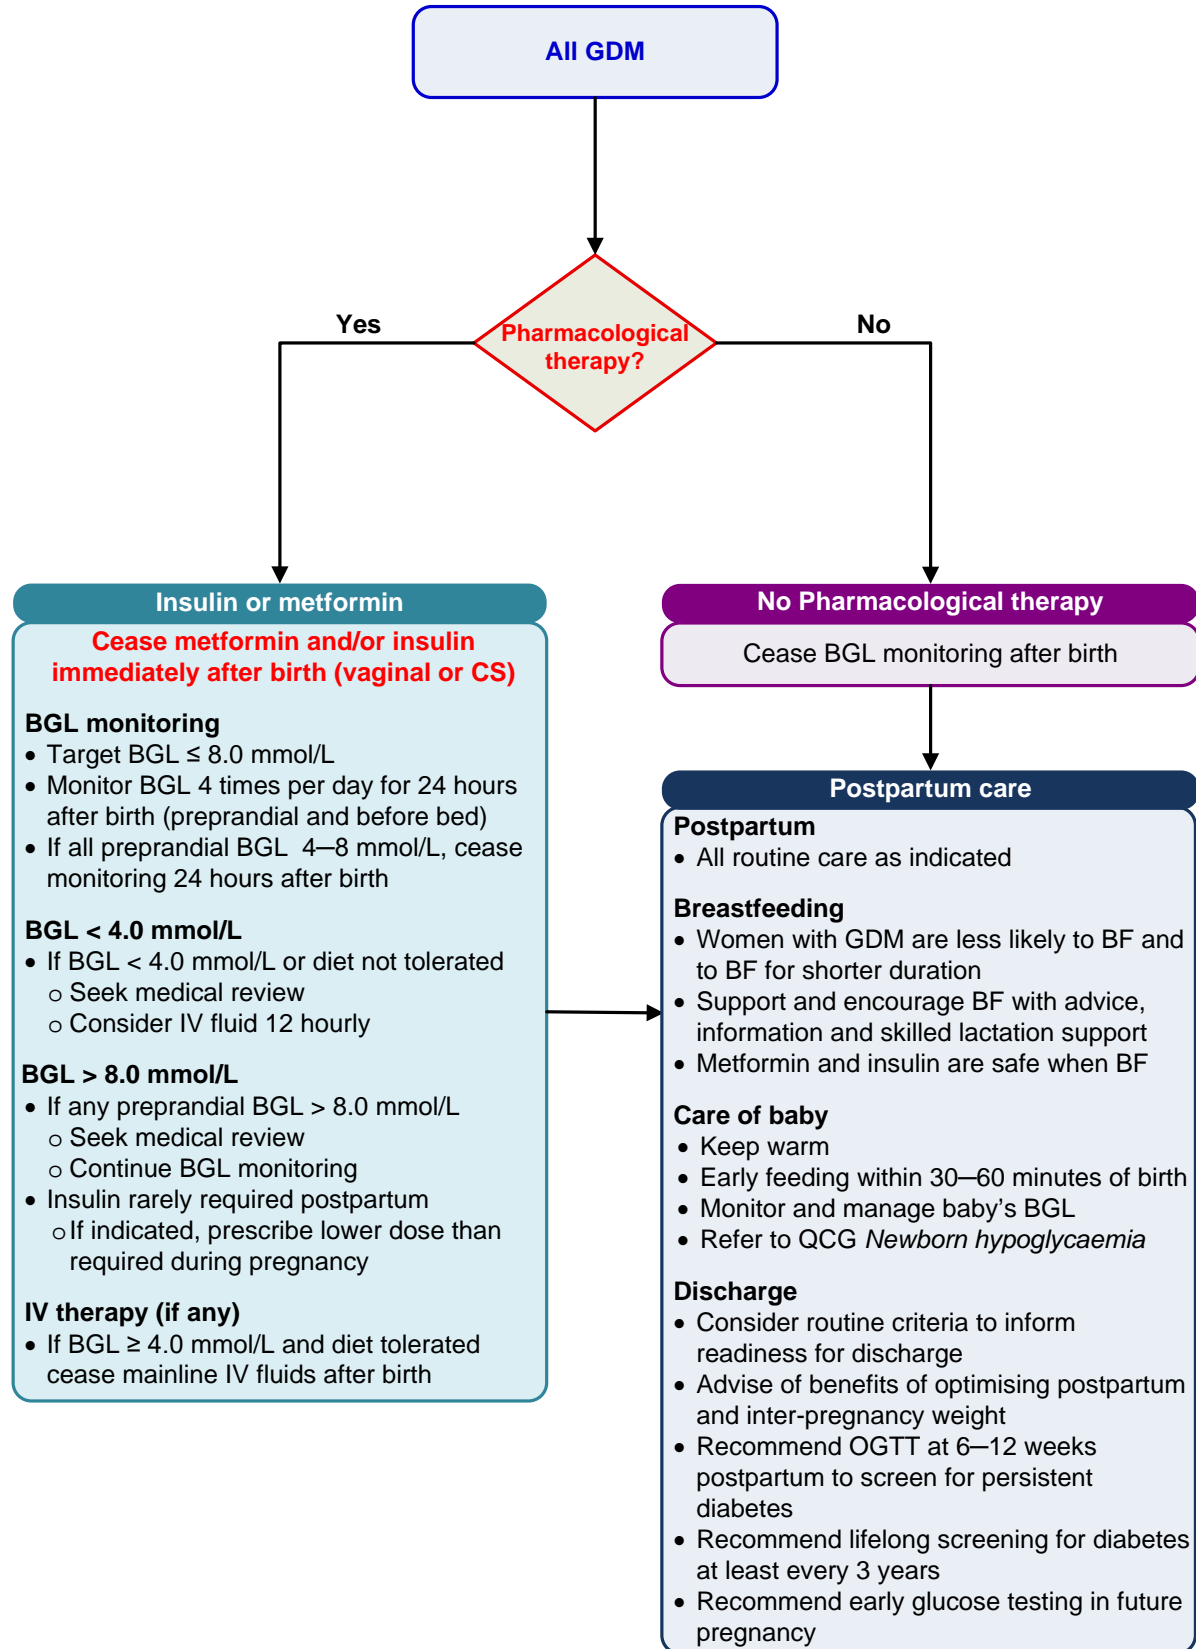 All GDM
Pharmacological
therapy?
Yes
No
Insulin or metformin
Cease metformin and/or insulin
immediately after birth (vaginal or CS)
BGL monitoring
• Target BGL ≤ 8.0 mmol/L
• Monitor BGL 4 times per day for 24 hours
after birth (preprandial and before bed)
• If all preprandial BGL 4–8 mmol/L, cease
monitoring 24 hours after birth
BGL < 4.0 mmol/L
• If BGL < 4.0 mmol/L or diet not tolerated
o Seek medical review
o Consider IV fluid 12 hourly
BGL > 8.0 mmol/L
• If any preprandial BGL > 8.0 mmol/L
o Seek medical review
o Continue BGL monitoring
• Insulin rarely required postpartum
o If indicated, prescribe lower dose than
required during pregnancy
IV therapy (if any)
• If BGL ≥ 4.0 mmol/L and diet tolerated
cease mainline IV fluids after birth
No Pharmacological therapy
Cease BGL monitoring after birth
Postpartum care
Postpartum
• All routine care as indicated
Breastfeeding
• Women with GDM are less likely to BF and
to BF for shorter duration
• Support and encourage BF with advice,
information and skilled lactation support
• Metformin and insulin are safe when BF
Care of baby
• Keep warm
• Early feeding within 30–60 minutes of birth
• Monitor and manage baby’s BGL
• Refer to QCG Newborn hypoglycaemia
Discharge
• Consider routine criteria to inform
readiness for discharge
• Advise of benefits of optimising postpartum
and inter-pregnancy weight
• Recommend OGTT at 6–12 weeks
postpartum to screen for persistent
diabetes
• Recommend lifelong screening for diabetes
at least every 3 years
• Recommend early glucose testing in future
pregnancy